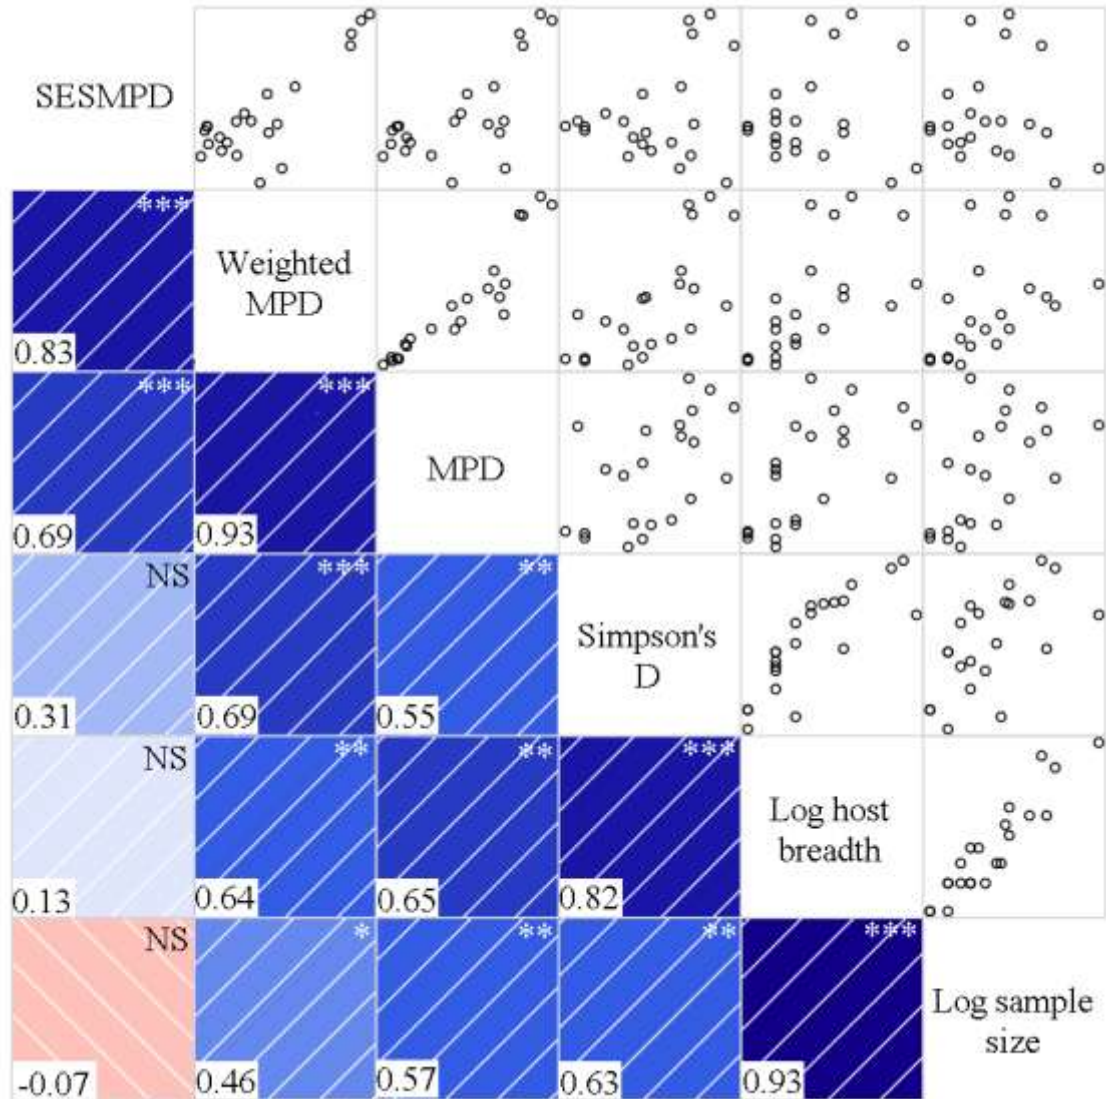 SESMPD
***
0.83
Weighted
MPD
***
0.69
***
0.93
MPD
NS
0.31
***
0.69
**
0.55
Simpson's
D
NS
0.13
**
0.64
**
0.65
***
0.82
Log host
breadth
NS
-0.07
*
0.46
**
0.57
**
0.63
***
0.93
Log sample
size